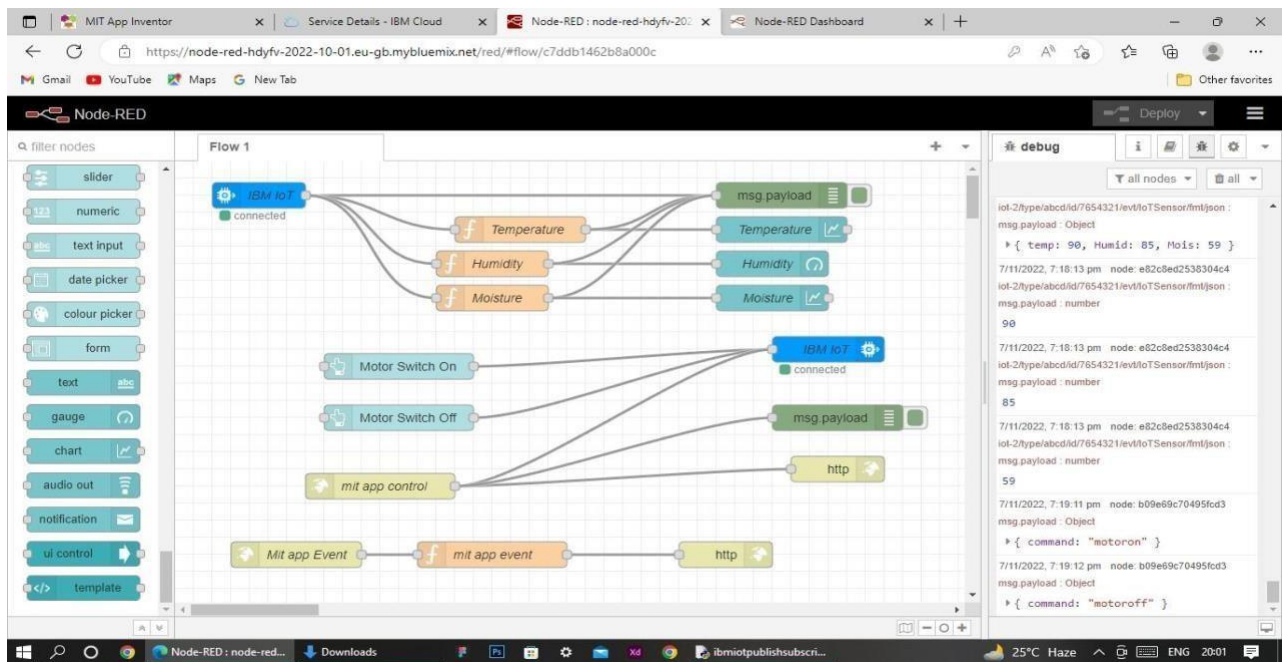 MIT App Inventor
Service Details - IBM Cloud
Node-RED : node-red-hdyfv-202
Node-RED Dashboard
https://node-red-hdyfv-2022-10-01.eu-gb.mybluemix.net/red/#flow/c7ddb1462b8a000c
Gmail YouTube Maps New Tab Other favorites
Node-RED
Deploy
filter nodes
slider
numeric
text input
date picker
colour picker
form
text
gauge
chart
audio out
notification
ui control
template
Flow 1
IBM IoT
connected
Temperature
Humidity
Moisture
msg.payload
Temperature
Humidity
Moisture
Motor Switch On
Motor Switch Off
IBM IoT
connected
msg.payload
mit app control
http
Mit app Event
mit app event
http
debug
all nodes
all
iot-2/type/abcd/id/7654321/evt/IoTSensor/fmt/json :
msg.payload : Object
{ temp: 90, Humid: 85, Mois: 59 }
7/11/2022, 7:18:13 pm node: e82c8ed2538304c4
iot-2/type/abcd/id/7654321/evt/IoTSensor/fmt/json :
msg.payload : number
90
7/11/2022, 7:18:13 pm node: e82c8ed2538304c4
iot-2/type/abcd/id/7654321/evt/IoTSensor/fmt/json :
msg.payload : number
85
7/11/2022, 7:18:13 pm node: e82c8ed2538304c4
iot-2/type/abcd/id/7654321/evt/IoTSensor/fmt/json :
msg.payload : number
59
7/11/2022, 7:19:11 pm node: b09e69c70495fcd3
msg.payload : Object
{ command: "motoron" }
7/11/2022, 7:19:12 pm node: b09e69c70495fcd3
msg.payload : Object
{ command: "motoroff" }
Node-RED : node-red... Downloads ibmiotpublishsubscri... 25°C Haze ENG 20:01